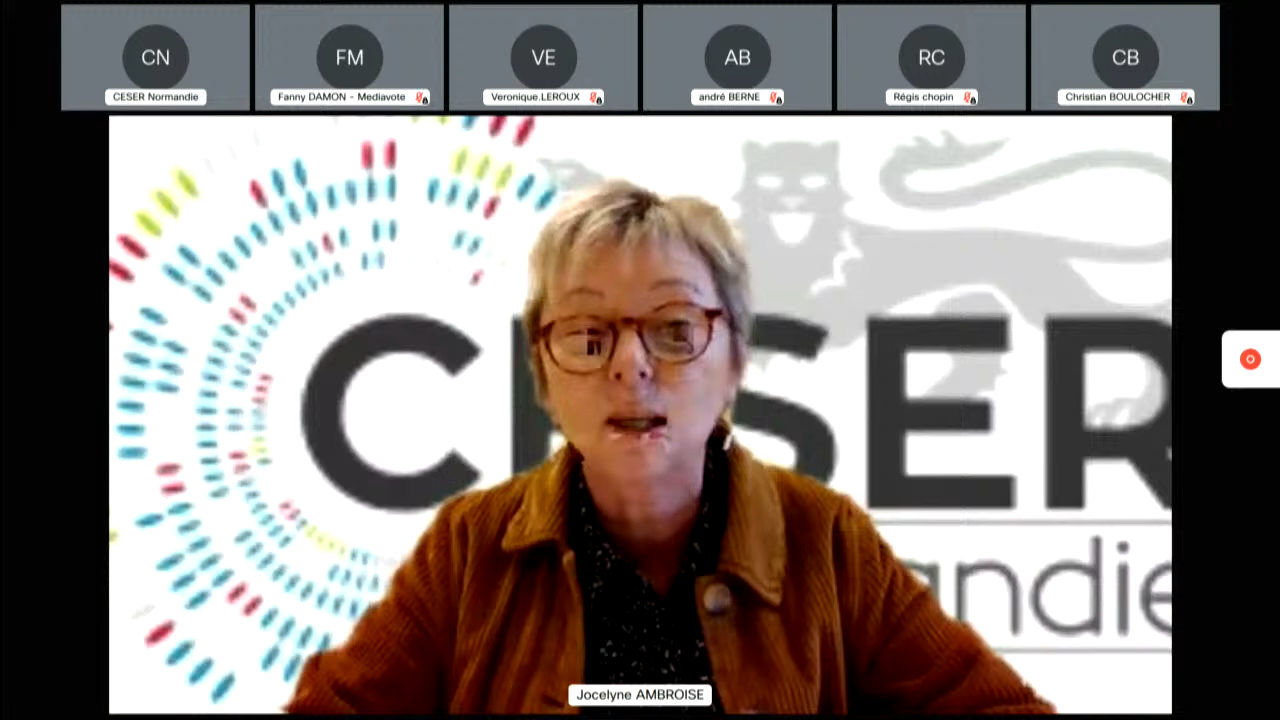 CN
CESER Normandie
FM
Fanny DAMON - Mediavote
VE
Veronique.LEROUX
AB
andré BERNE
RC
Régis chopin
CB
Christian BOULOCHER
CESER
andie
Jocelyne AMBROISE